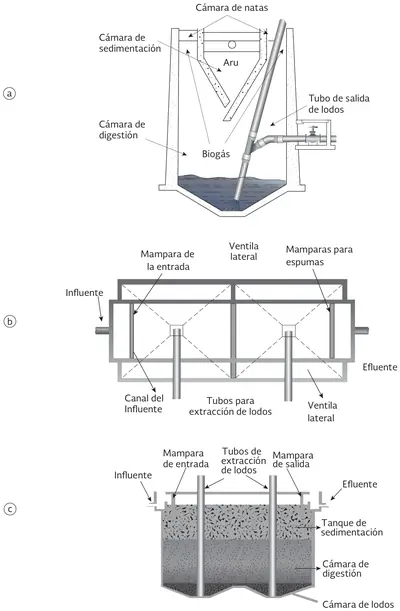 Cámara de natas
Cámara de
sedimentación
Aru
a
Tubo de salida
de lodos
Cámara de
digestión
Biogás
Ventila
lateral
Mampara de
la entrada
Mamparas para
espumas
Influente
b
Efluente
Canal del
Influente
Tubos para
extracción de lodos
Ventila
lateral
Mampara
de entrada
Tubos de
extracción
de lodos
Mampara
de salida
Influente
Efluente
c
Tanque de
sedimentación
Cámara de
digestión
Cámara de lodos